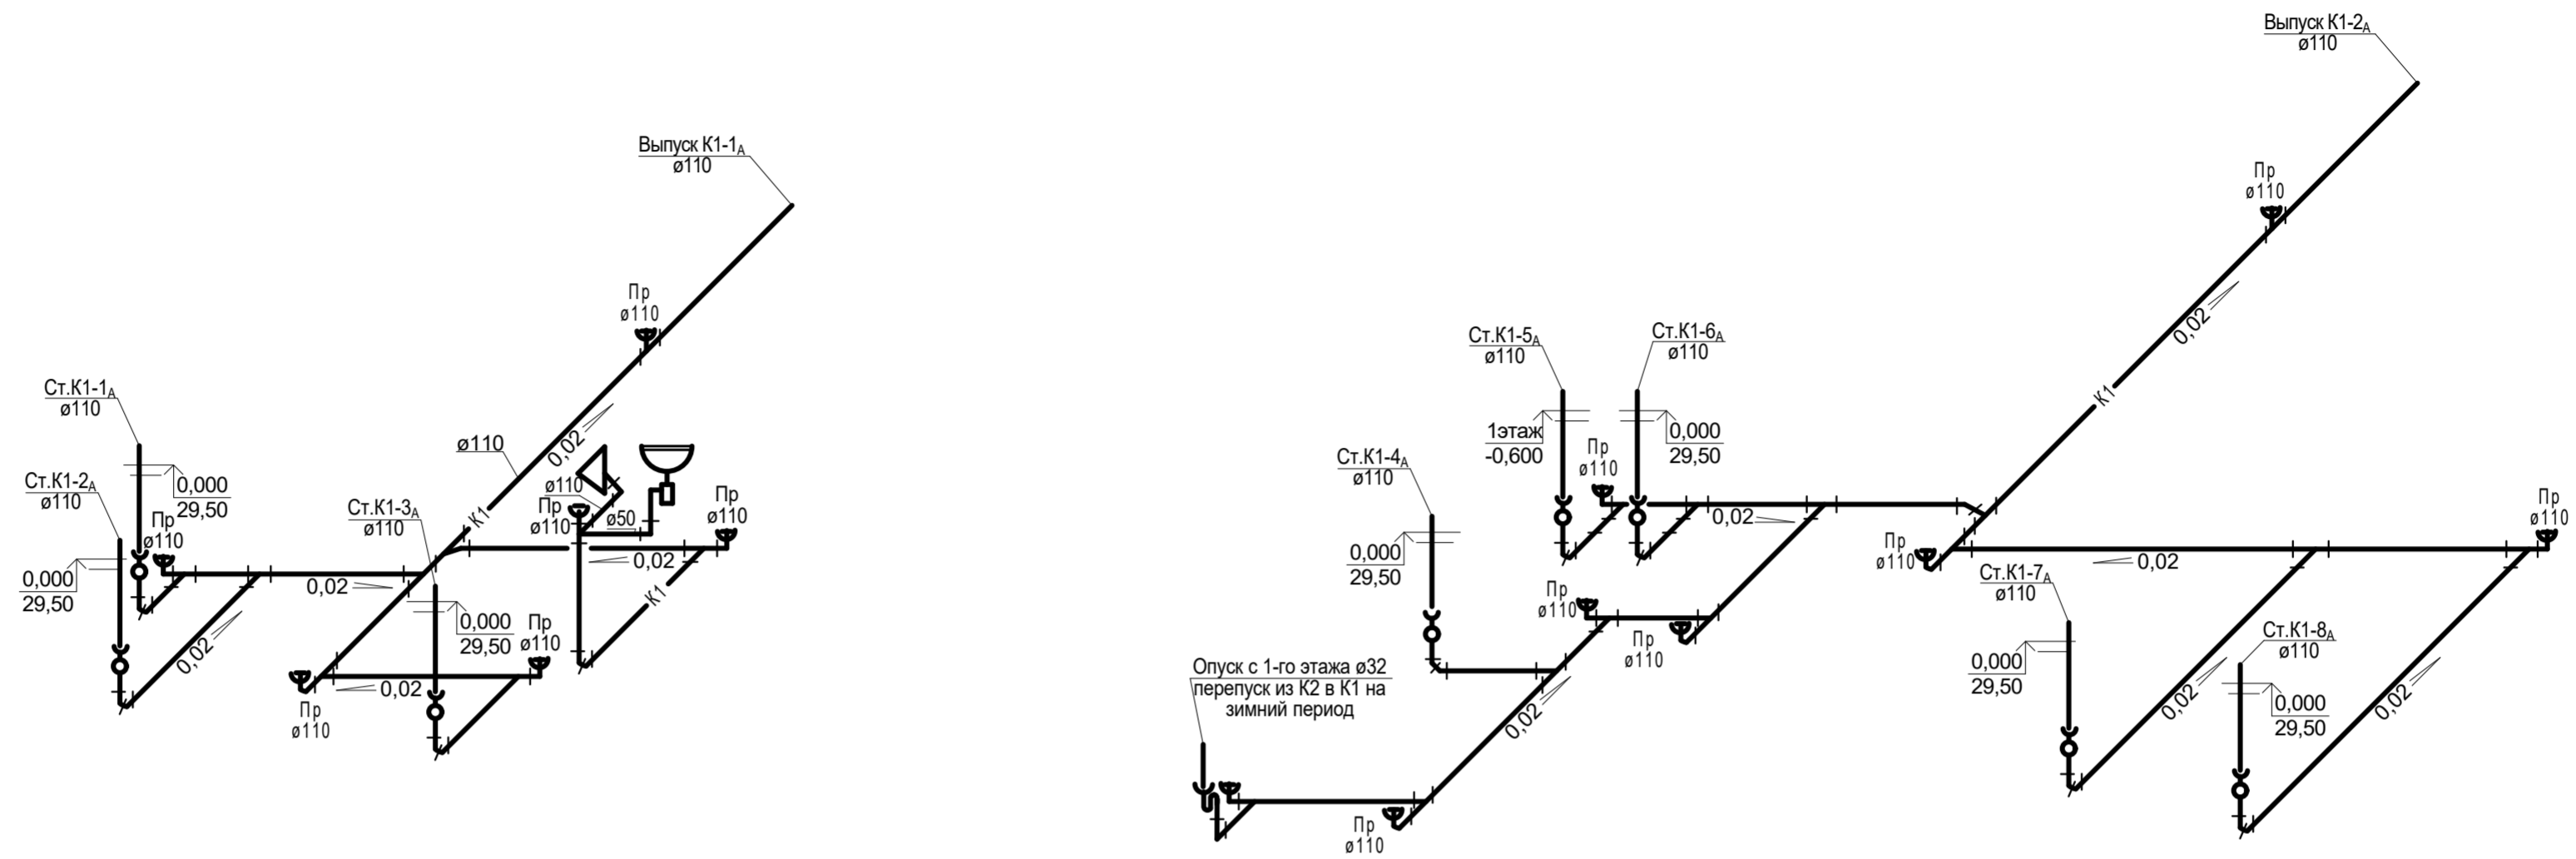 Выпуск К1-1А
ø110
Пр
ø110
Ст.К1-1А
ø110
0,000
29,50
Ст.К1-2А
ø110
0,000
29,50
Пр
ø110
0,02
0,02
Ст.К1-3А
ø110
0,000
29,50
ø110
0,02
К1
ø110
Пр
ø110
ø50
Пр
ø110
0,02
К1
Пр
ø110
0,02
Пр
ø110
Выпуск К1-2А
ø110
Пр
ø110
0,02
К1
Ст.К1-5А
ø110
1этаж
-0,600
Пр
ø110
Ст.К1-6А
ø110
0,000
29,50
0,02
Ст.К1-4А
ø110
0,000
29,50
Пр
ø110
Пр
ø110
0,02
Опуск с 1-го этажа ø32
перепуск из К2 в К1 на
зимний период
Пр
ø110
Пр
ø110
0,02
Пр
ø110
Ст.К1-7А
ø110
0,000
29,50
0,02
Ст.К1-8А
ø110
0,000
29,50
0,02